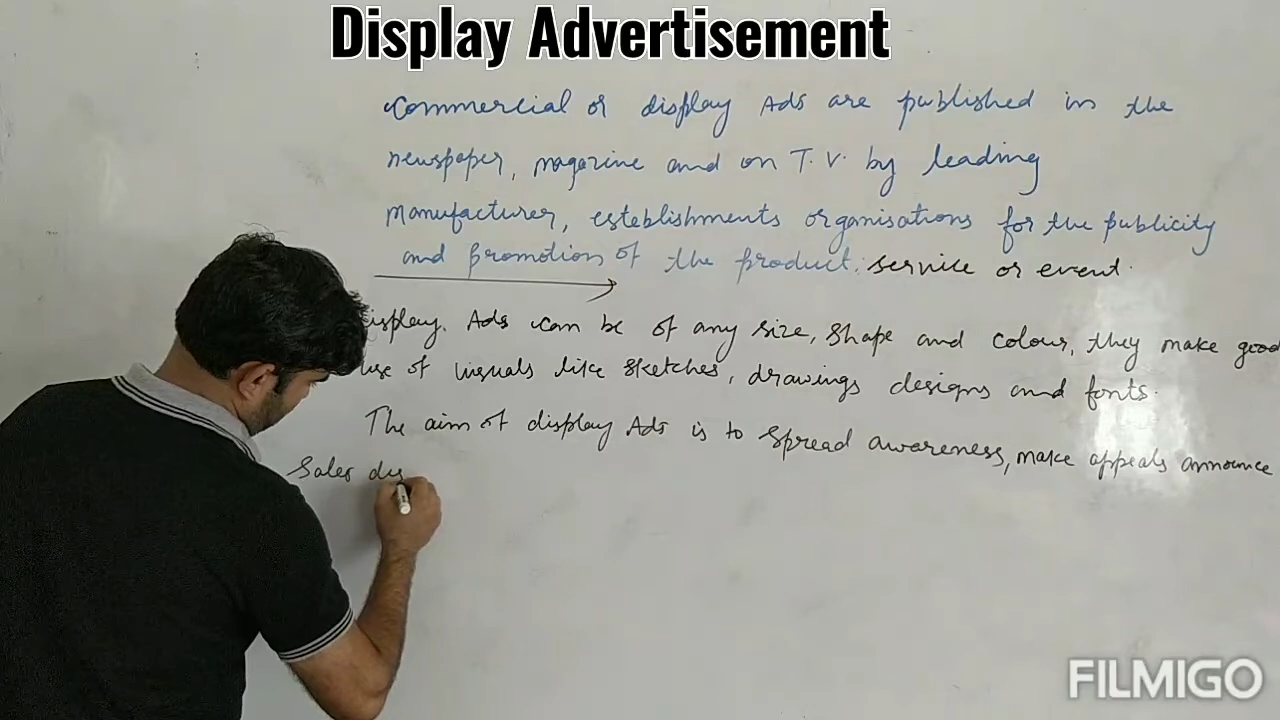 Display Advertisement
Commercial or display Ads are published in the
newspaper, magazine and on T.V. by leading
manufacturer, esteblishments organisations for the publicity
and promotion of the product, service or event.
isplay. Ads can be of any size, shape and colour, they make good
use of visuals like sketches, drawings designs and fonts.
The aim of display Ads is to spread awareness, make appeals announce
Sales dis
FILMIGO